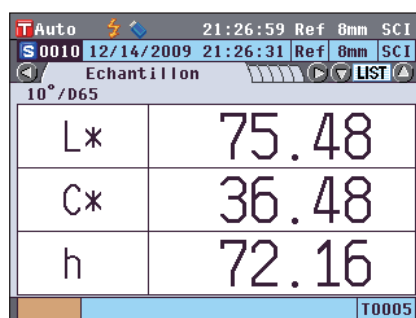 T Auto 21:26:59 Ref 8mm SCI
S 0010 12/14/2009 21:26:31 Ref 8mm SCI
Echantillon LIST
10°/D65
L* 75.48
C* 36.48
h 72.16
T0005